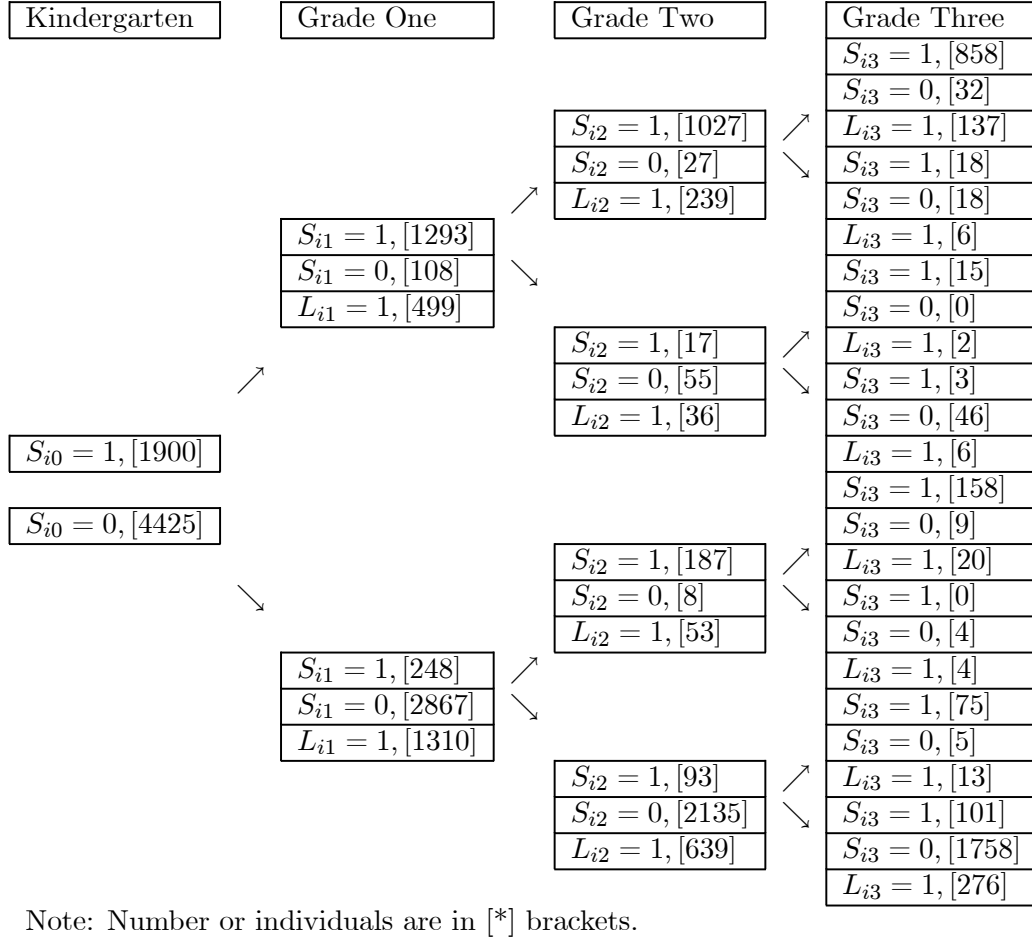 Kindergarten Grade One Grade Two Grade Three
S_{i3} = 1, [858]
S_{i3} = 0, [32]
S_{i2} = 1, [1027] ↗ L_{i3} = 1, [137]
S_{i2} = 0, [27] ↘ S_{i3} = 1, [18]
L_{i2} = 1, [239] S_{i3} = 0, [18]
S_{i1} = 1, [1293] ↗ L_{i3} = 1, [6]
S_{i1} = 0, [108] ↘ S_{i3} = 1, [15]
L_{i1} = 1, [499] S_{i3} = 0, [0]
S_{i2} = 1, [17] ↗ L_{i3} = 1, [2]
↗ S_{i2} = 0, [55] ↘ S_{i3} = 1, [3]
L_{i2} = 1, [36] S_{i3} = 0, [46]
S_{i0} = 1, [1900] L_{i3} = 1, [6]
S_{i3} = 1, [158]
S_{i0} = 0, [4425] S_{i3} = 0, [9]
S_{i2} = 1, [187] ↗ L_{i3} = 1, [20]
↘ S_{i2} = 0, [8] ↘ S_{i3} = 1, [0]
L_{i2} = 1, [53] S_{i3} = 0, [4]
S_{i1} = 1, [248] ↗ L_{i3} = 1, [4]
S_{i1} = 0, [2867] ↘ S_{i3} = 1, [75]
L_{i1} = 1, [1310] S_{i3} = 0, [5]
S_{i2} = 1, [93] ↗ L_{i3} = 1, [13]
S_{i2} = 0, [2135] ↘ S_{i3} = 1, [101]
L_{i2} = 1, [639] S_{i3} = 0, [1758]
L_{i3} = 1, [276]
Note: Number or individuals are in [*] brackets.